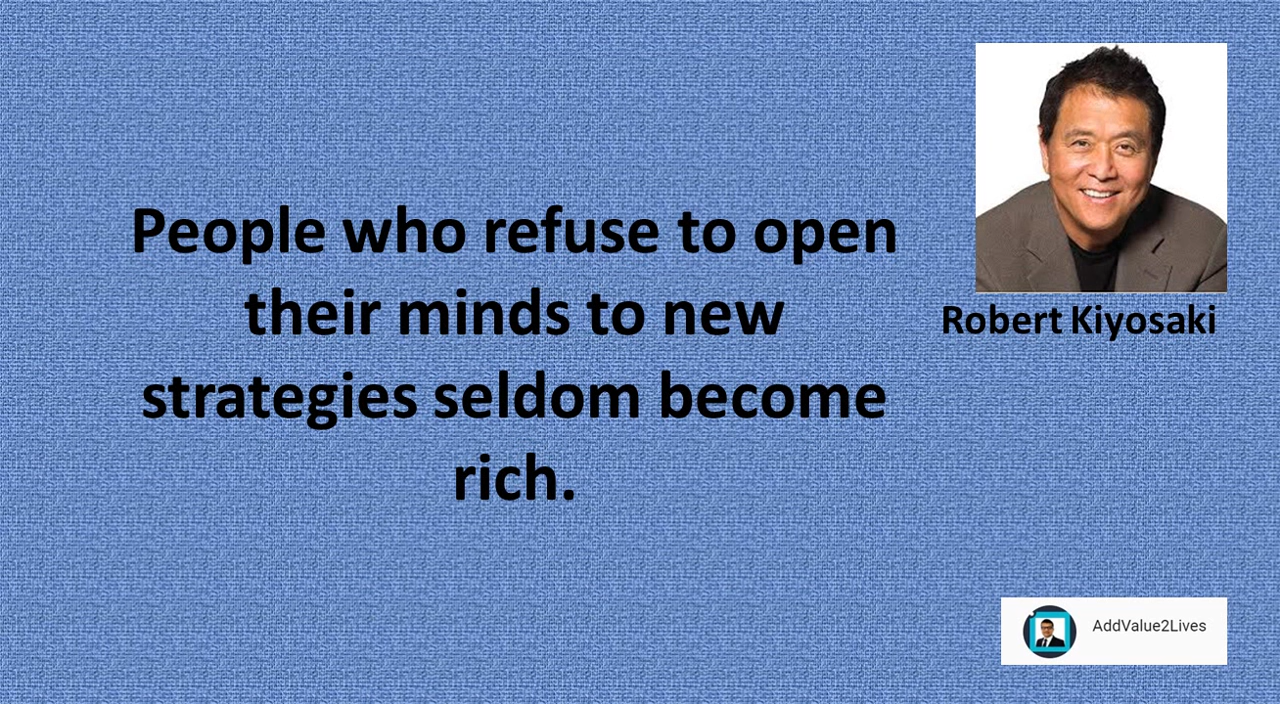 People who refuse to open
their minds to new
strategies seldom become
rich.
Robert Kiyosaki
AddValue2Lives